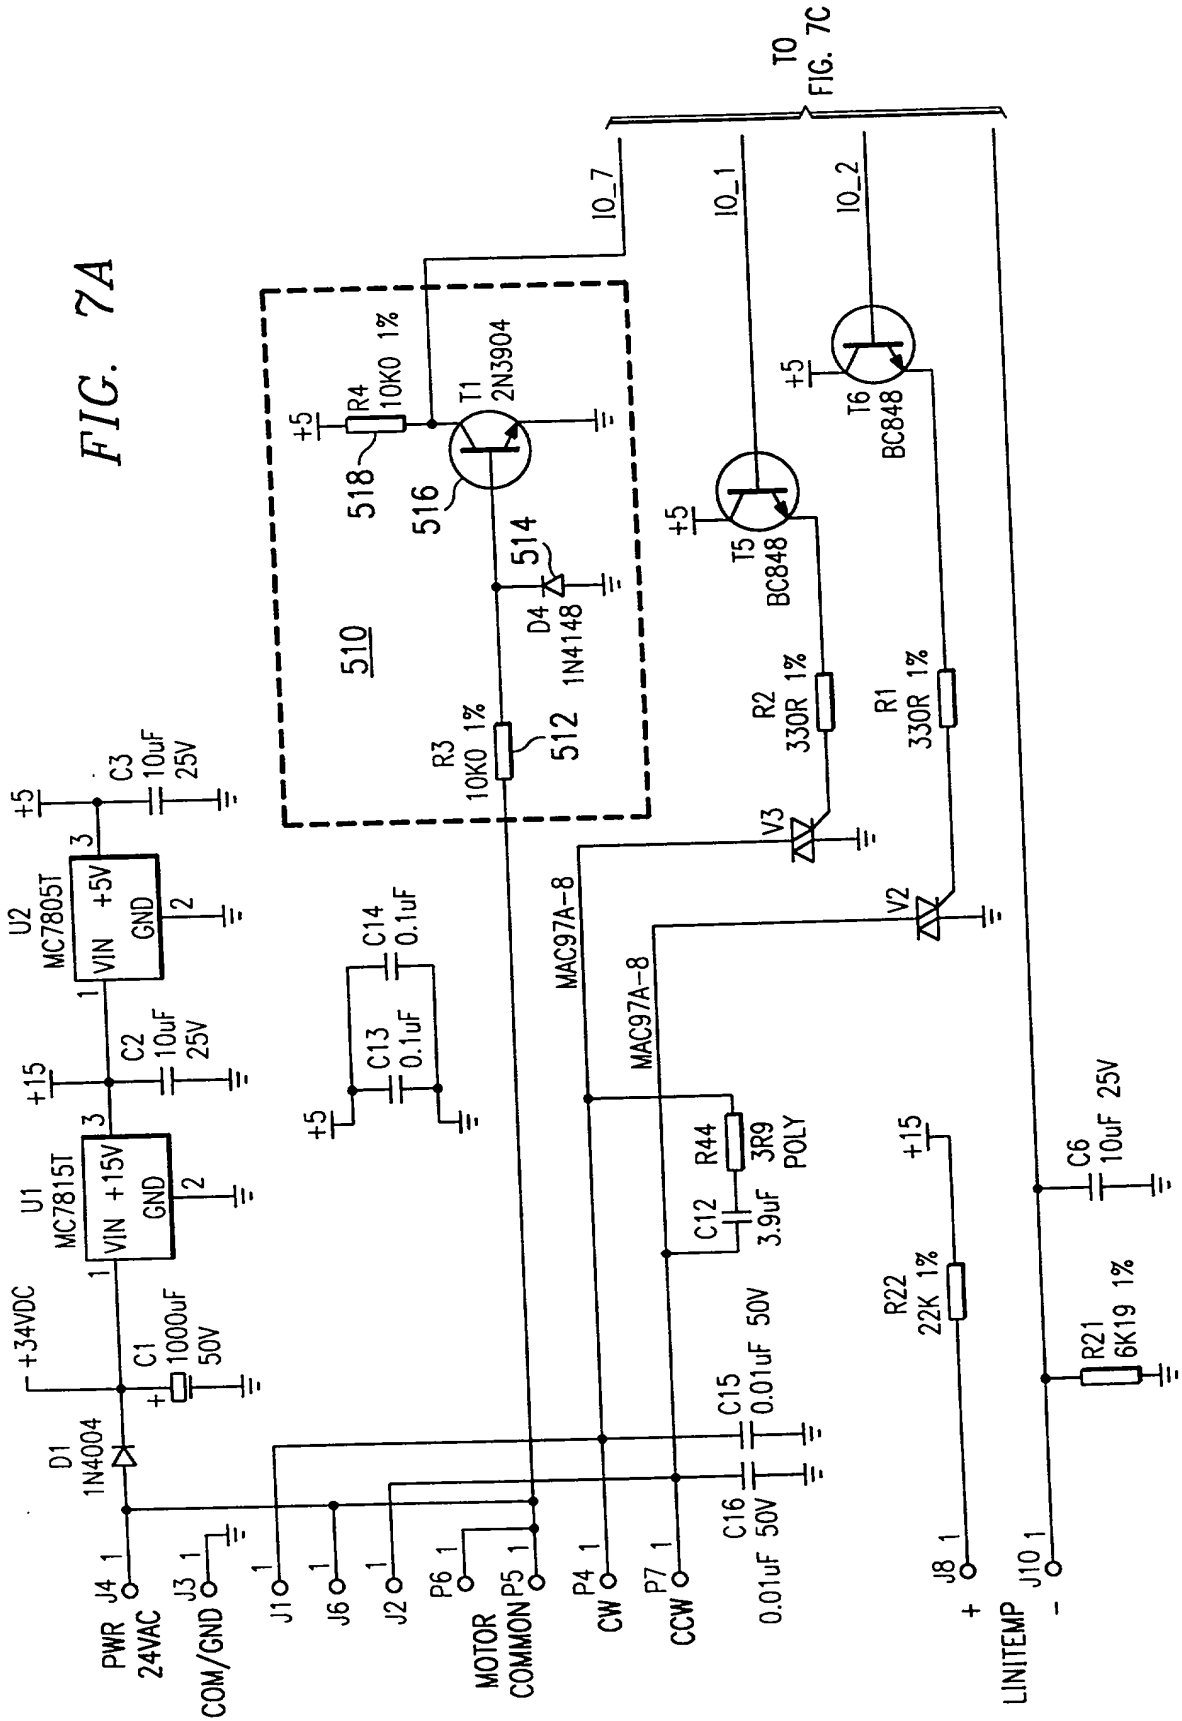 FIG. 7A
PWR
24VAC
J4
1
D1
1N4004
+34VDC
+
C1
1000uF
50V
1
U1
MC7815T
VIN +15V
GND
2
3
+15
C2
10uF
25V
1
U2
MC7805T
VIN +5V
GND
2
3
+5
C3
10uF
25V
COM/GND
J3
1
J1
1
J6
1
J2
1
P6
1
MOTOR
COMMON
P5
1
CW
P4
1
CCW
P7
1
C16
0.01uF 50V
C15
0.01uF 50V
+5
C13
0.1uF
C14
0.1uF
510
R3
10K0 1%
512
D4
1N4148
514
516
518
+5
R4
10K0 1%
T1
2N3904
IO_7
IO_1
IO_2
TO
FIG. 7C
MAC97A-8
MAC97A-8
C12
3.9uF
R44
3R9
POLY
V3
V2
R2
330R 1%
R1
330R 1%
+5
T5
BC848
+5
T6
BC848
LINITEMP
+
J8
1
R22
22K 1%
+15
-
J10
1
R21
6K19 1%
C6
10uF 25V